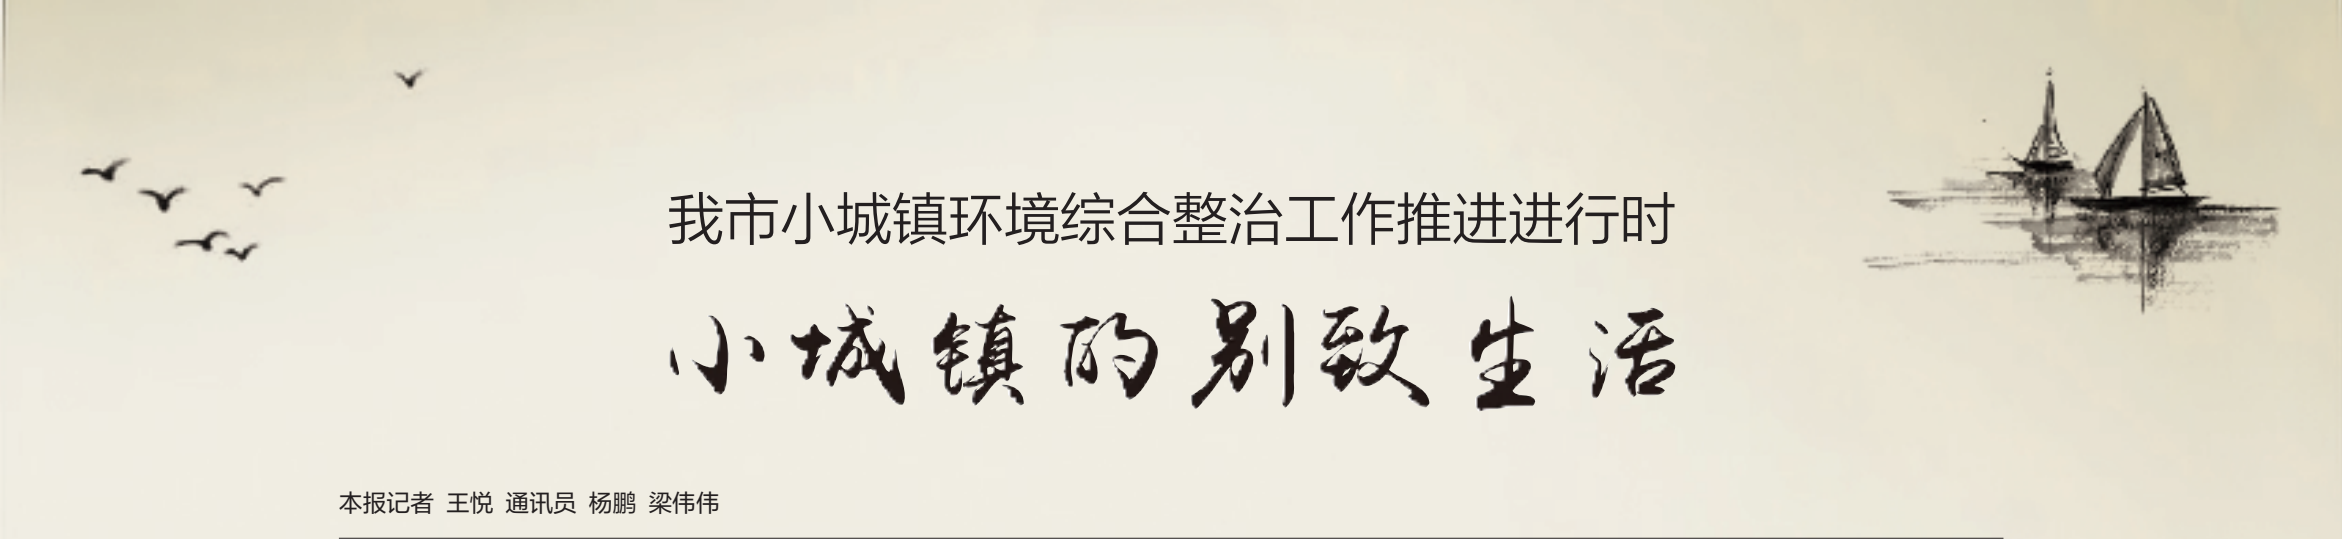 我市小城镇环境综合整治工作推进进行时
小城镇的别致生活
本报记者 王悦 通讯员 杨鹏 梁伟伟